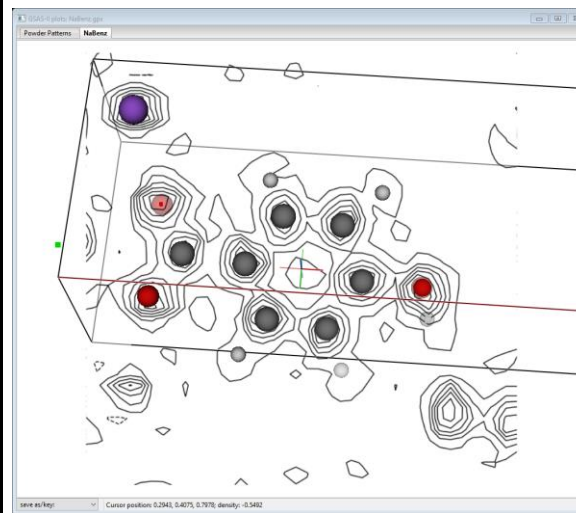 GSAS-II plots: NaBenz.gpx
Powder Patterns NaBenz
save as/key: Cursor position: 0.2943, 0.4075, 0.7978; density: -0.5492